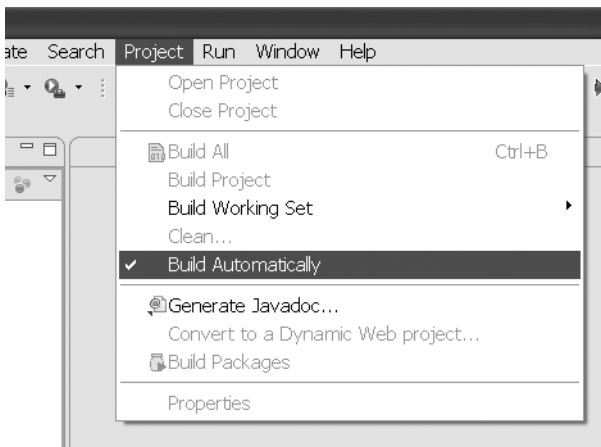 ate Search Project Run Window Help
Open Project
Close Project
Build All Ctrl+B
Build Project
Build Working Set
Clean...
Build Automatically
Generate Javadoc...
Convert to a Dynamic Web project...
Build Packages
Properties